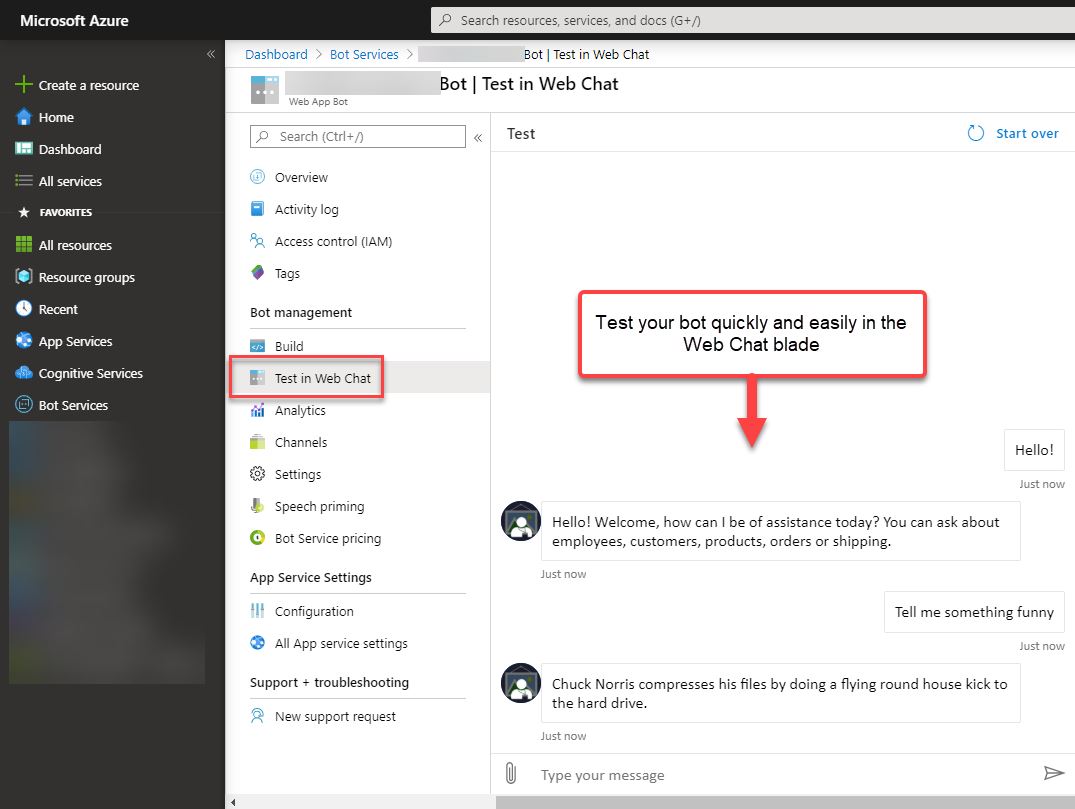 Microsoft Azure
Search resources, services, and docs (G+/)
«
Create a resource
Home
Dashboard
All services
FAVORITES
All resources
Resource groups
Recent
App Services
Cognitive Services
Bot Services
Dashboard > Bot Services > Bot | Test in Web Chat
Bot | Test in Web Chat
Web App Bot
Search (Ctrl+/)
«
Overview
Activity log
Access control (IAM)
Tags
Bot management
Build
Test in Web Chat
Analytics
Channels
Settings
Speech priming
Bot Service pricing
App Service Settings
Configuration
All App service settings
Support + troubleshooting
New support request
Test
Start over
Test your bot quickly and easily in the
Web Chat blade
Hello!
Just now
Hello! Welcome, how can I be of assistance today? You can ask about
employees, customers, products, orders or shipping.
Just now
Tell me something funny
Just now
Chuck Norris compresses his files by doing a flying round house kick to
the hard drive.
Just now
Type your message